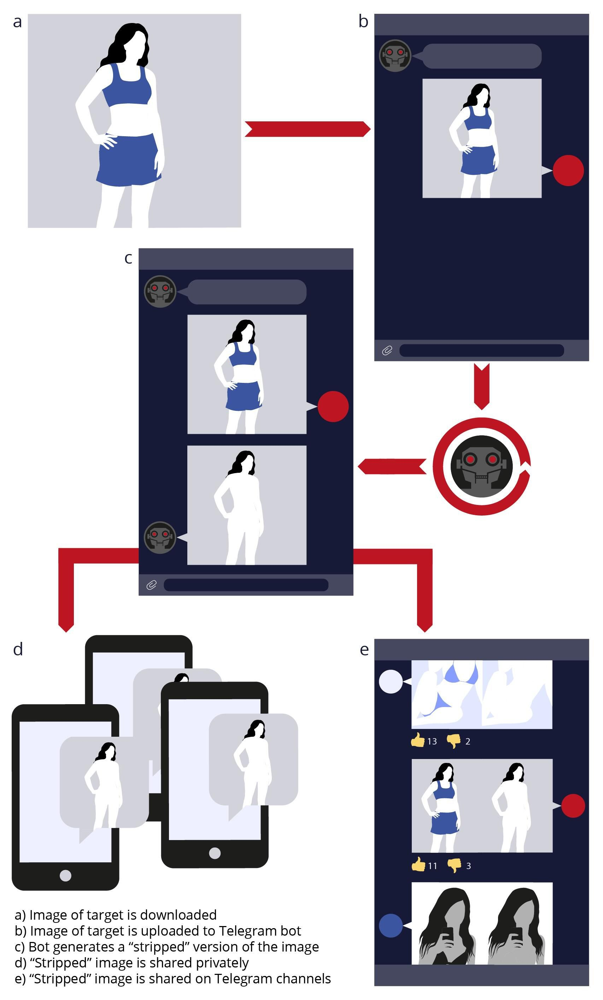 a
b
c
d
e
13 2
11 3
a) Image of target is downloaded
b) Image of target is uploaded to Telegram bot
c) Bot generates a “stripped” version of the image
d) “Stripped” image is shared privately
e) “Stripped” image is shared on Telegram channels